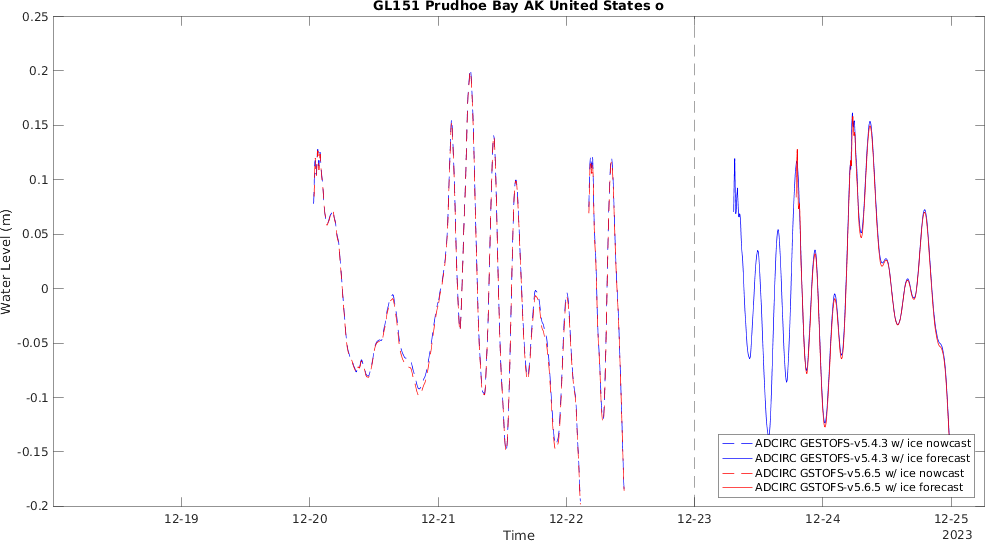 GL151 Prudhoe Bay AK United States o
0.25
0.2
0.15
0.1
0.05
0
-0.05
-0.1
-0.15
-0.2
Water Level (m)
ADCIRC GESTOFS-v5.4.3 w/ ice nowcast
ADCIRC GESTOFS-v5.4.3 w/ ice forecast
ADCIRC GSTOFS-v5.6.5 w/ ice nowcast
ADCIRC GSTOFS-v5.6.5 w/ ice forecast
12-19 12-20 12-21 12-22 12-23 12-24 12-25
Time
2023